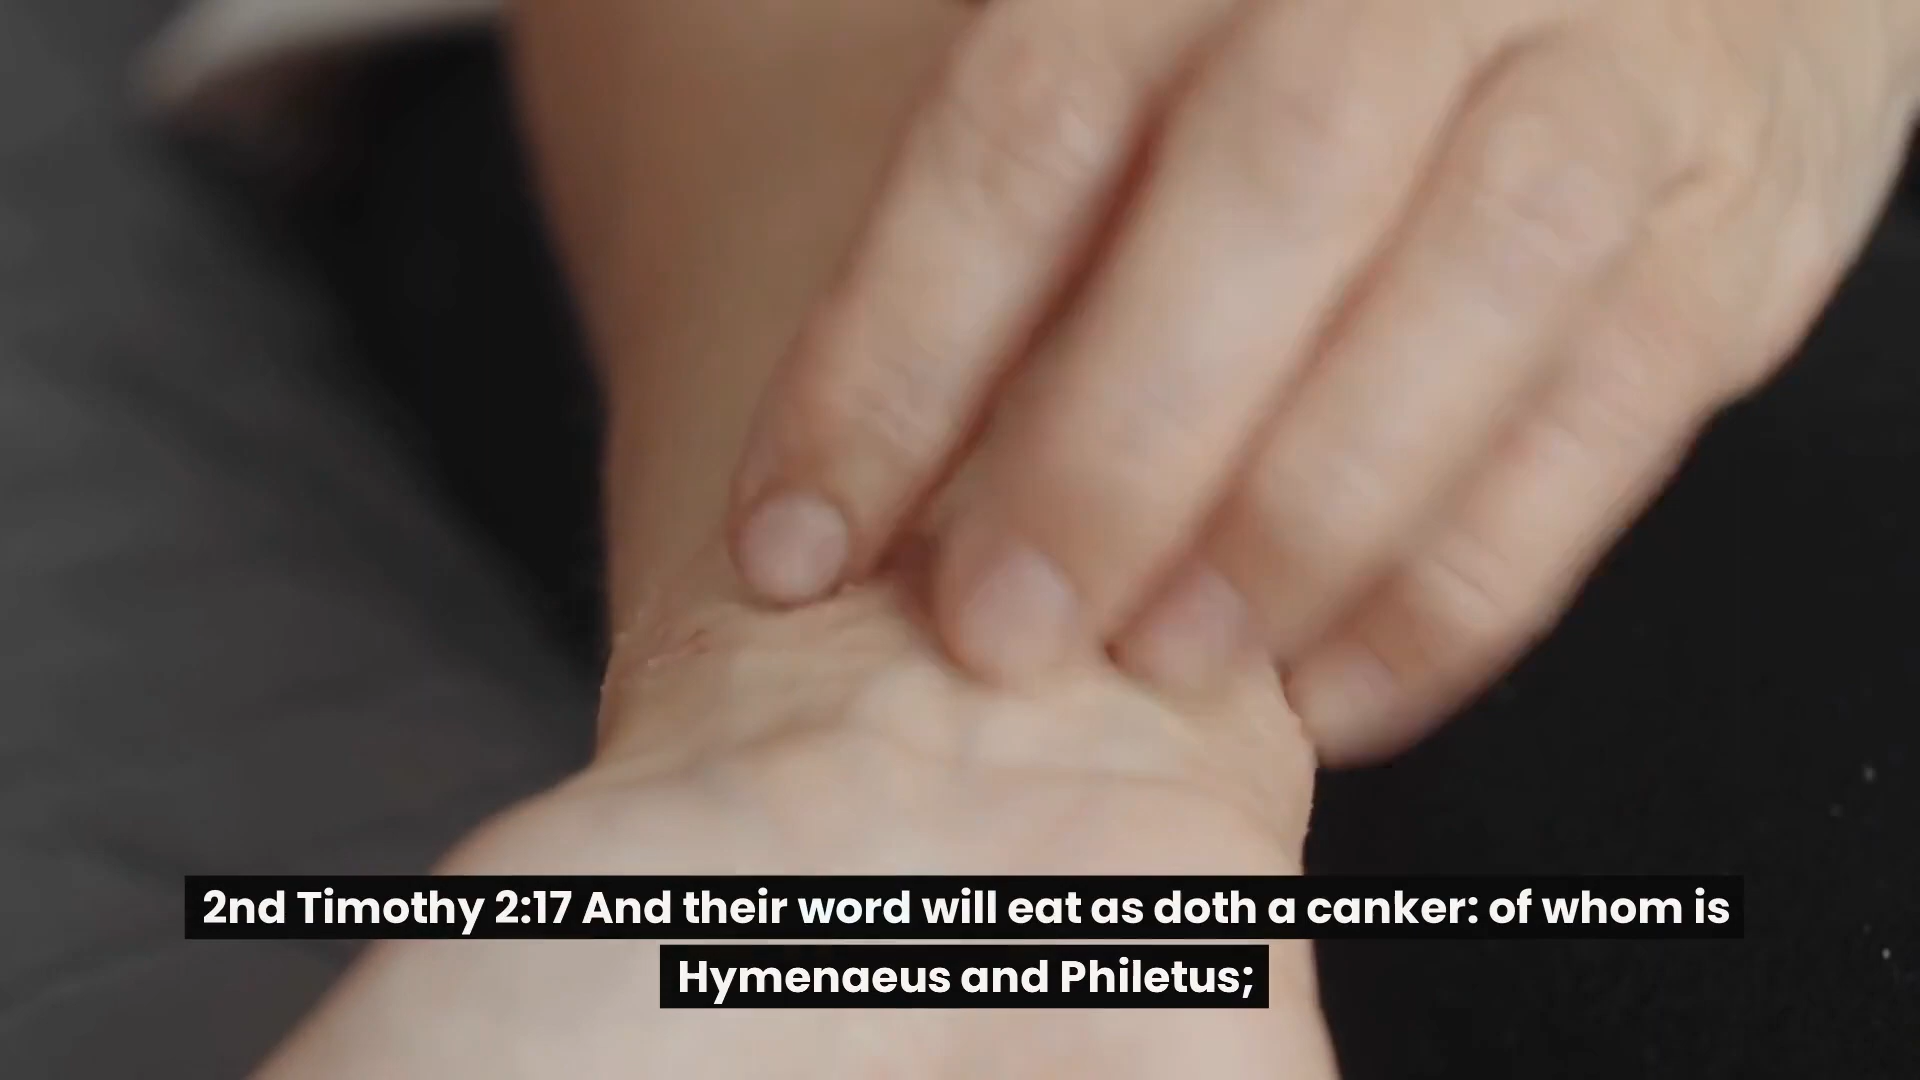 2nd Timothy 2:17 And their word will eat as doth a canker: of whom is
Hymenaeus and Philetus;